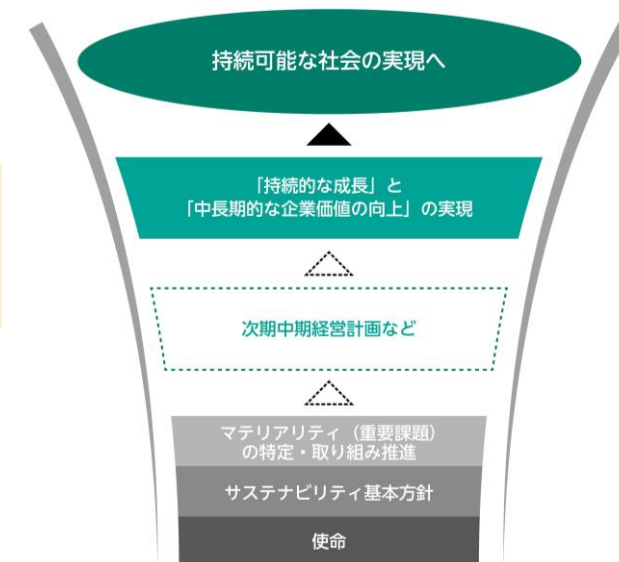 持続可能な社会の実現へ
「持続的な成長」と
「中長期的な企業価値の向上」の実現
次期中期経営計画など
マテリアリティ（重要課題）
の特定・取り組み推進
サステナビリティ基本方針
使命